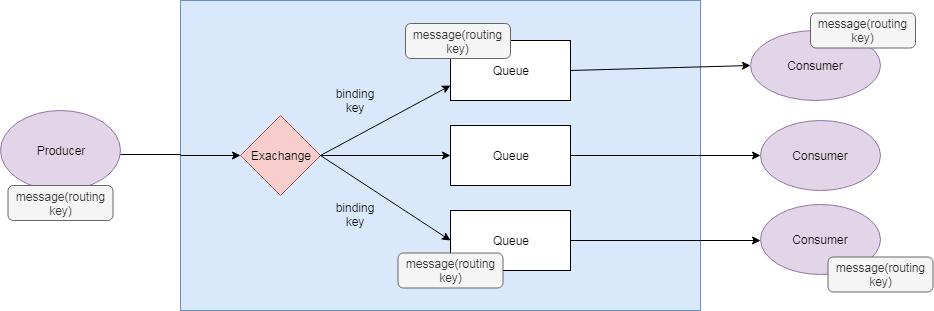 message(routing
key)
Queue
message(routing
key)
Consumer
binding
key
Producer
message(routing
key)
Exachange
Queue
Consumer
binding
key
Queue
message(routing
key)
Consumer
message(routing
key)